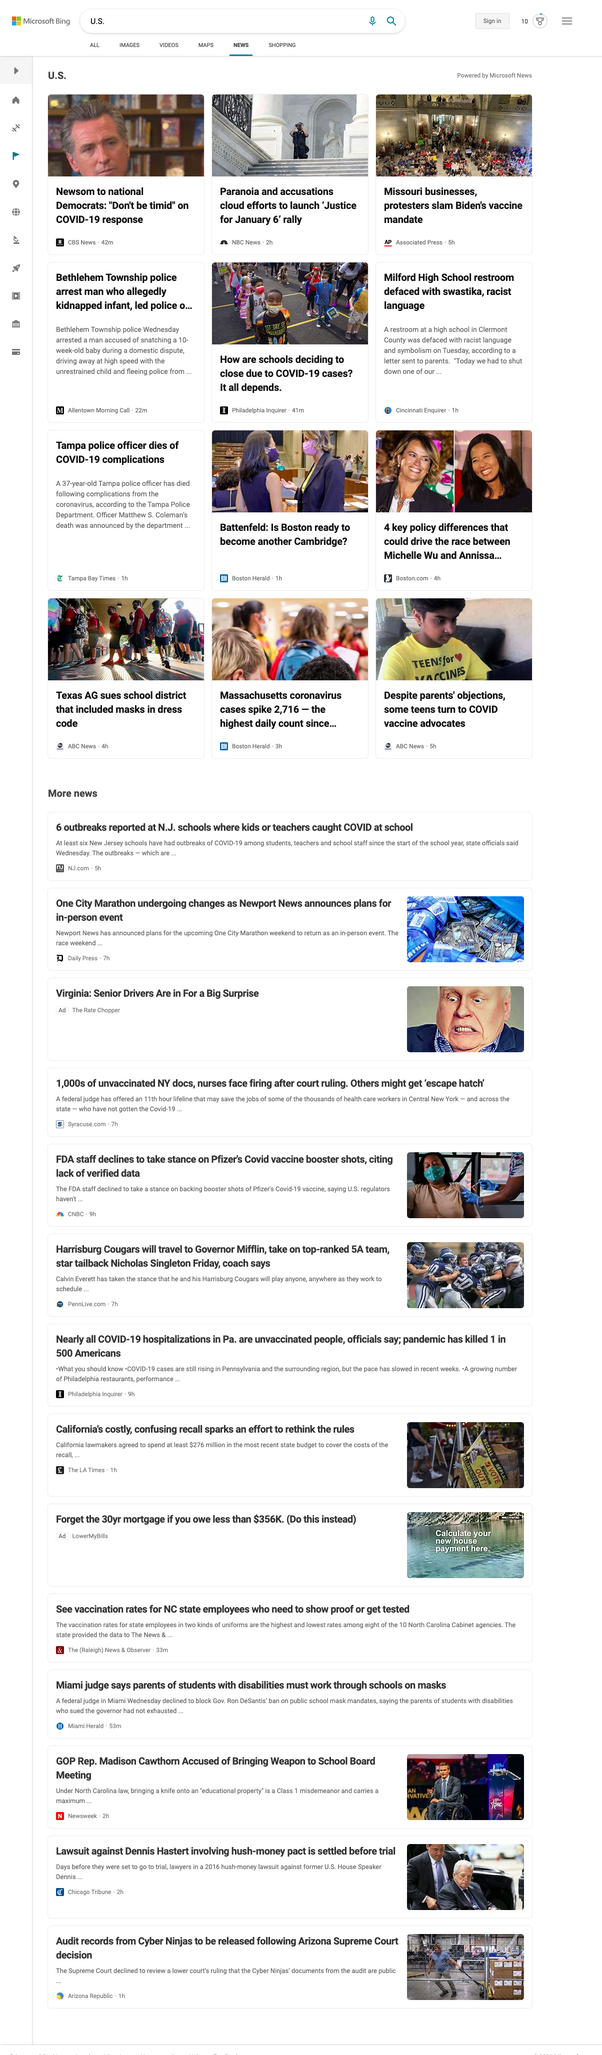 Microsoft Bing
U.S.
Sign in
10
ALL
IMAGES
VIDEOS
MAPS
NEWS
SHOPPING
U.S.
Powered by Microsoft News
Newsom to national
Democrats: "Don't be timid" on
COVID-19 response
CBS News · 42m
Paranoia and accusations
cloud efforts to launch 'Justice
for January 6' rally
NBC News · 2h
Missouri businesses,
protesters slam Biden's vaccine
mandate
AP
Associated Press · 5h
Bethlehem Township police
arrest man who allegedly
kidnapped infant, led police o...
Bethlehem Township police Wednesday
arrested a man accused of snatching a 10-
week-old baby during a domestic dispute,
driving away at high speed with the
unrestrained child and fleeing police from ...
Allentown Morning Call · 22m
How are schools deciding to
close due to COVID-19 cases?
It all depends.
Philadelphia Inquirer · 41m
Milford High School restroom
defaced with swastika, racist
language
A restroom at a high school in Clermont
County was defaced with racist language
and symbolism on Tuesday, according to a
letter sent to parents. "Today we had to shut
down one of our ...
Cincinnati Enquirer · 1h
Tampa police officer dies of
COVID-19 complications
A 37-year-old Tampa police officer has died
following complications from the
coronavirus, according to the Tampa Police
Department. Officer Matthew S. Coleman's
death was announced by the department ...
Tampa Bay Times · 1h
Battenfeld: Is Boston ready to
become another Cambridge?
Boston Herald · 1h
4 key policy differences that
could drive the race between
Michelle Wu and Annissa...
Boston.com · 4h
Texas AG sues school district
that included masks in dress
code
ABC News · 4h
Massachusetts coronavirus
cases spike 2,716 — the
highest daily count since...
Boston Herald · 3h
TEENS for
VACCINES
Despite parents' objections,
some teens turn to COVID
vaccine advocates
ABC News · 5h
More news
6 outbreaks reported at N.J. schools where kids or teachers caught COVID at school
At least six New Jersey schools have had outbreaks of COVID-19 among students, teachers and school staff since the start of the school year, state officials said
Wednesday. The outbreaks — which are ...
NJ.com · 5h
One City Marathon undergoing changes as Newport News announces plans for
in-person event
Newport News has announced plans for the upcoming One City Marathon weekend to return as an in-person event. The
race weekend ...
Daily Press · 7h
Virginia: Senior Drivers Are in For a Big Surprise
Ad The Rate Chopper
1,000s of unvaccinated NY docs, nurses face firing after court ruling. Others might get 'escape hatch'
A federal judge has offered an 11th hour lifeline that may save the jobs of some of the thousands of health care workers in Central New York — and across the
state — who have not gotten the Covid-19 ...
Syracuse.com · 7h
FDA staff declines to take stance on Pfizer's Covid vaccine booster shots, citing
lack of verified data
The FDA staff declined to take a stance on backing booster shots of Pfizer's Covid-19 vaccine, saying U.S. regulators
haven't ...
CNBC · 9h
Harrisburg Cougars will travel to Governor Mifflin, take on top-ranked 5A team,
star tailback Nicholas Singleton Friday, coach says
Calvin Everett has taken the stance that he and his Harrisburg Cougars will play anyone, anywhere as they work to
schedule ...
PennLive.com · 7h
Nearly all COVID-19 hospitalizations in Pa. are unvaccinated people, officials say; pandemic has killed 1 in
500 Americans
•What you should know •COVID-19 cases are still rising in Pennsylvania and the surrounding region, but the pace has slowed in recent weeks. •A growing number
of Philadelphia restaurants, performance ...
Philadelphia Inquirer · 9h
California's costly, confusing recall sparks an effort to rethink the rules
California lawmakers agreed to spend at least $276 million in the most recent state budget to cover the costs of the
recall, ...
The LA Times · 1h
VOTE
OUT!
Forget the 30yr mortgage if you owe less than $356K. (Do this instead)
Ad LowerMyBills
Calculate your
new house
payment here.
See vaccination rates for NC state employees who need to show proof or get tested
The vaccination rates for state employees in two kinds of uniforms are the highest and lowest rates among eight of the 10 North Carolina Cabinet agencies. The
state provided the data to The News & ...
The (Raleigh) News & Observer · 33m
Miami judge says parents of students with disabilities must work through schools on masks
A federal judge in Miami Wednesday declined to block Gov. Ron DeSantis' ban on public school mask mandates, saying the parents of students with disabilities
who sued the governor had not exhausted ...
Miami Herald · 53m
GOP Rep. Madison Cawthorn Accused of Bringing Weapon to School Board
Meeting
Under North Carolina law, bringing a knife onto an "educational property" is a Class 1 misdemeanor and carries a
maximum ...
Newsweek · 2h
Lawsuit against Dennis Hastert involving hush-money pact is settled before trial
Days before they were set to go to trial, lawyers in a 2016 hush-money lawsuit against former U.S. House Speaker
Dennis ...
Chicago Tribune · 2h
Audit records from Cyber Ninjas to be released following Arizona Supreme Court
decision
The Supreme Court declined to review a lower court's ruling that the Cyber Ninjas' documents from the audit are public
...
Arizona Republic · 1h